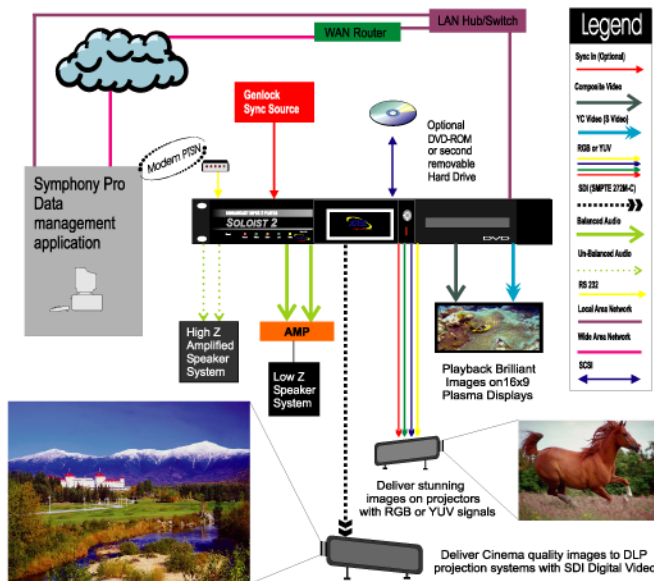 LAN Hub/Switch
WAN Router
Legend
Genlock
Sync Source
Sync In (Optional)
Composite Video
YC Video (S Video)
RGB or YUV
SDI (SMPTE 272M-C)
Balanced Audio
Un-Balanced Audio
RS 232
Local Area Network
Wide Area Network
SCSI
Optional
DVD-ROM
or second
removable
Hard Drive
Modem PTSN
Symphony Pro
Data
management
application
SOLOIST 2
DVD
High Z
Amplified
Speaker
System
AMP
Low Z
Speaker
System
Playback Brilliant
Images on16x9
Plasma Displays
Deliver stunning
images on projectors
with RGB or YUV signals
Deliver Cinema quality images to DLP
projection systems with SDI Digital Video